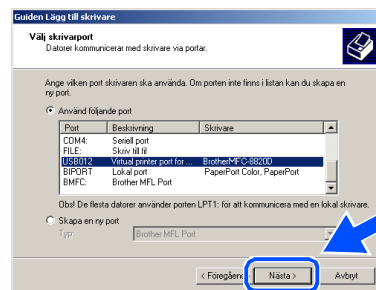 Guiden Lägg till skrivare
Välj skrivarport
Datorer kommunicerar med skrivare via portar.
Ange vilken port skrivaren ska använda. Om porten inte finns i listan kan du skapa en
ny port.
Använd följande port
Port Beskrivning Skrivare
COM4: Seriell port
FILE: Skriv till fil
USB012 Virtual printer port for ... BrotherMFC-8820D
BIPORT Lokal port PaperPort Color, PaperPort
BMFC: Brother MFL Port
Obs! De flesta datorer använder porten LPT1: för att kommunicera med en lokal skrivare.
Skapa en ny port
Typ: Brother MFL Port
< Föregående Nästa > Avbryt